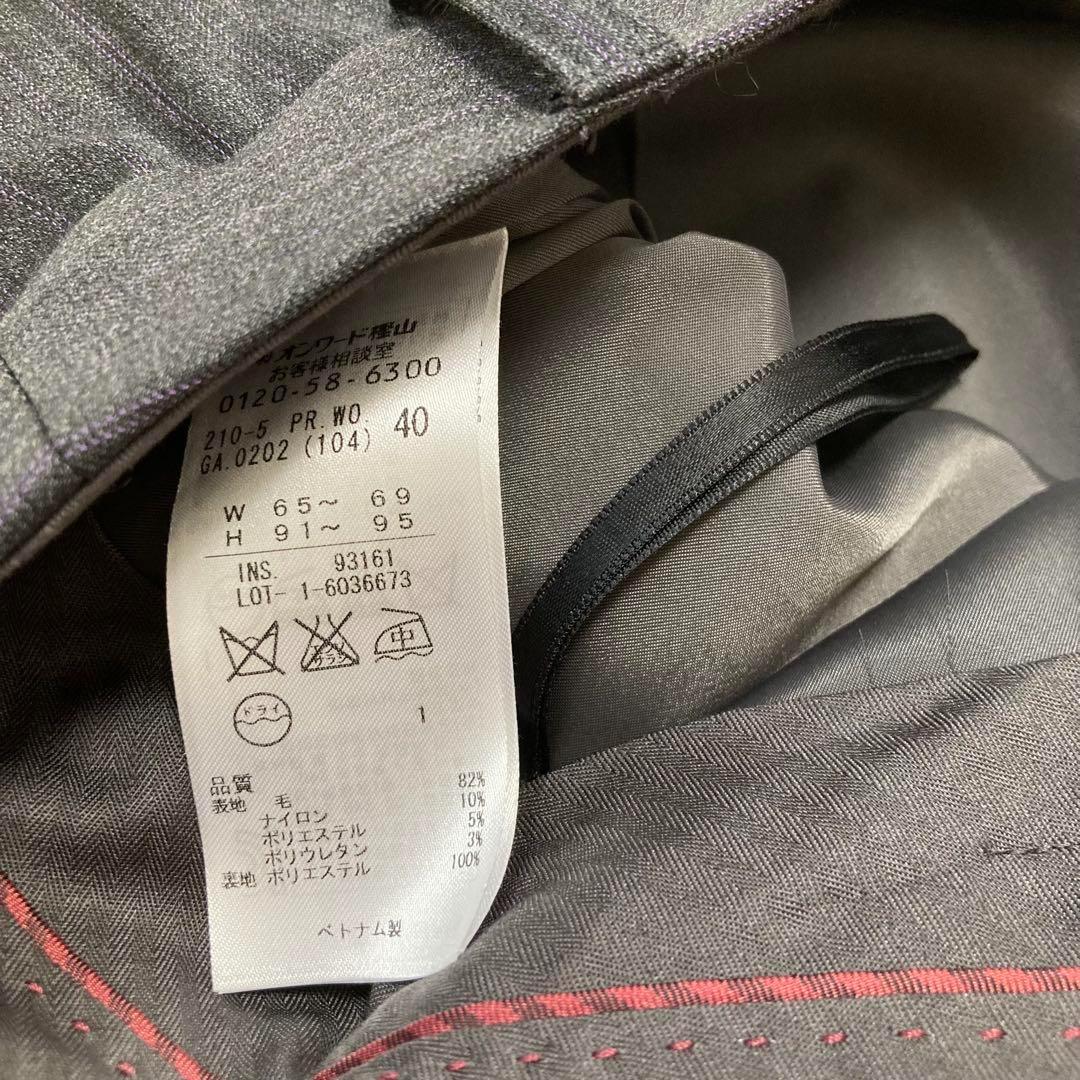 オンワード樫山
お客様相談室
0120-58-6300
210-5 PR.WO. 40
GA.0202 (104)
W 65～ 69
H 91～ 95
INS. 93161
LOT- 1-6036673
サラシ 中
ドライ 1
品質
表地 毛 82%
ナイロン 10%
ポリエステル 5%
ポリウレタン 3%
裏地 ポリエステル 100%
ベトナム製